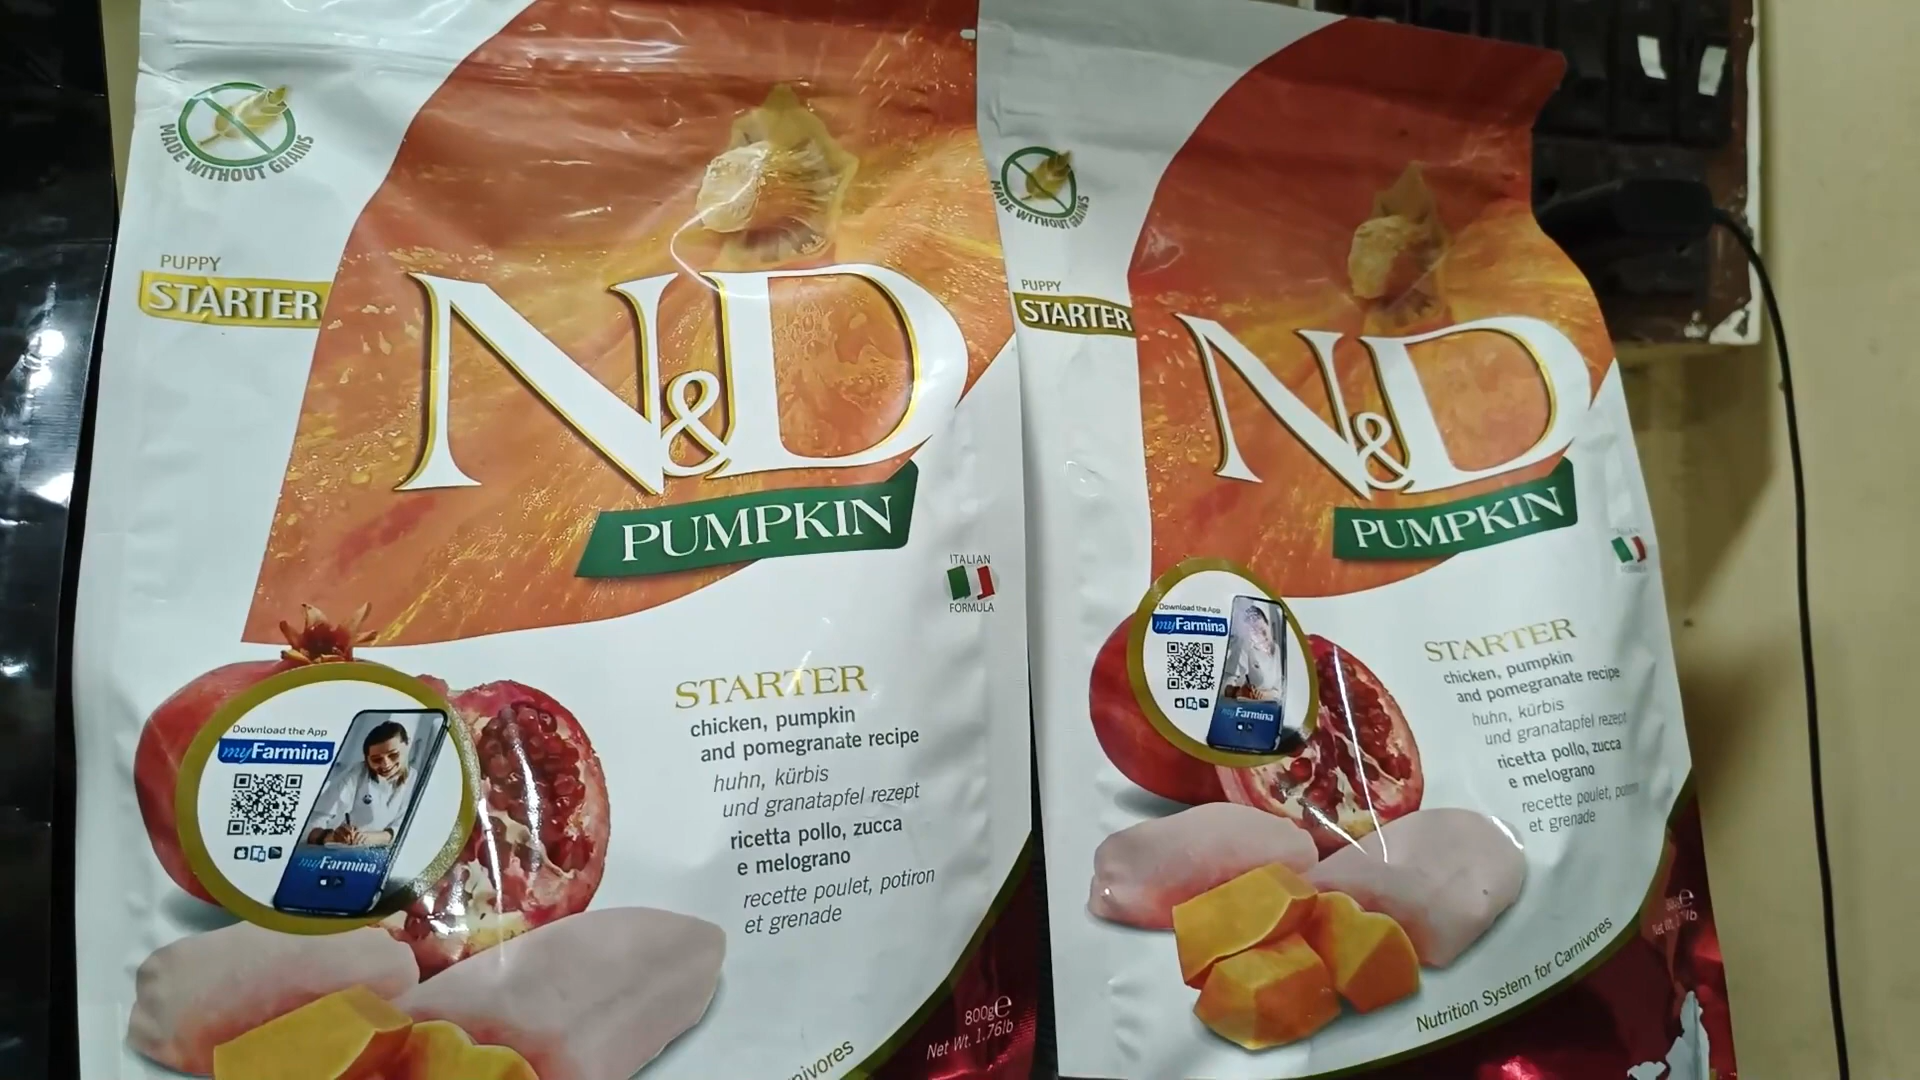 MADE WITHOUT GRAINS
PUPPY
STARTER
N&D
PUMPKIN
ITALIAN
FORMULA
Download the App
myFarmina
myFarmina
STARTER
chicken, pumpkin
and pomegranate recipe
huhn, kürbis
und granatapfel rezept
ricetta pollo, zucca
e melograno
recette poulet, potiron
et grenade
800g e
Net Wt. 1.76lb
MADE WITHOUT GRAINS
PUPPY
STARTER
N&D
PUMPKIN
Download the App
myFarmina
myFarmina
STARTER
chicken, pumpkin
and pomegranate recipe
huhn, kürbis
und granatapfel rezept
ricetta pollo, zucca
e melograno
recette poulet,
et grenade
Nutrition System for Carnivores